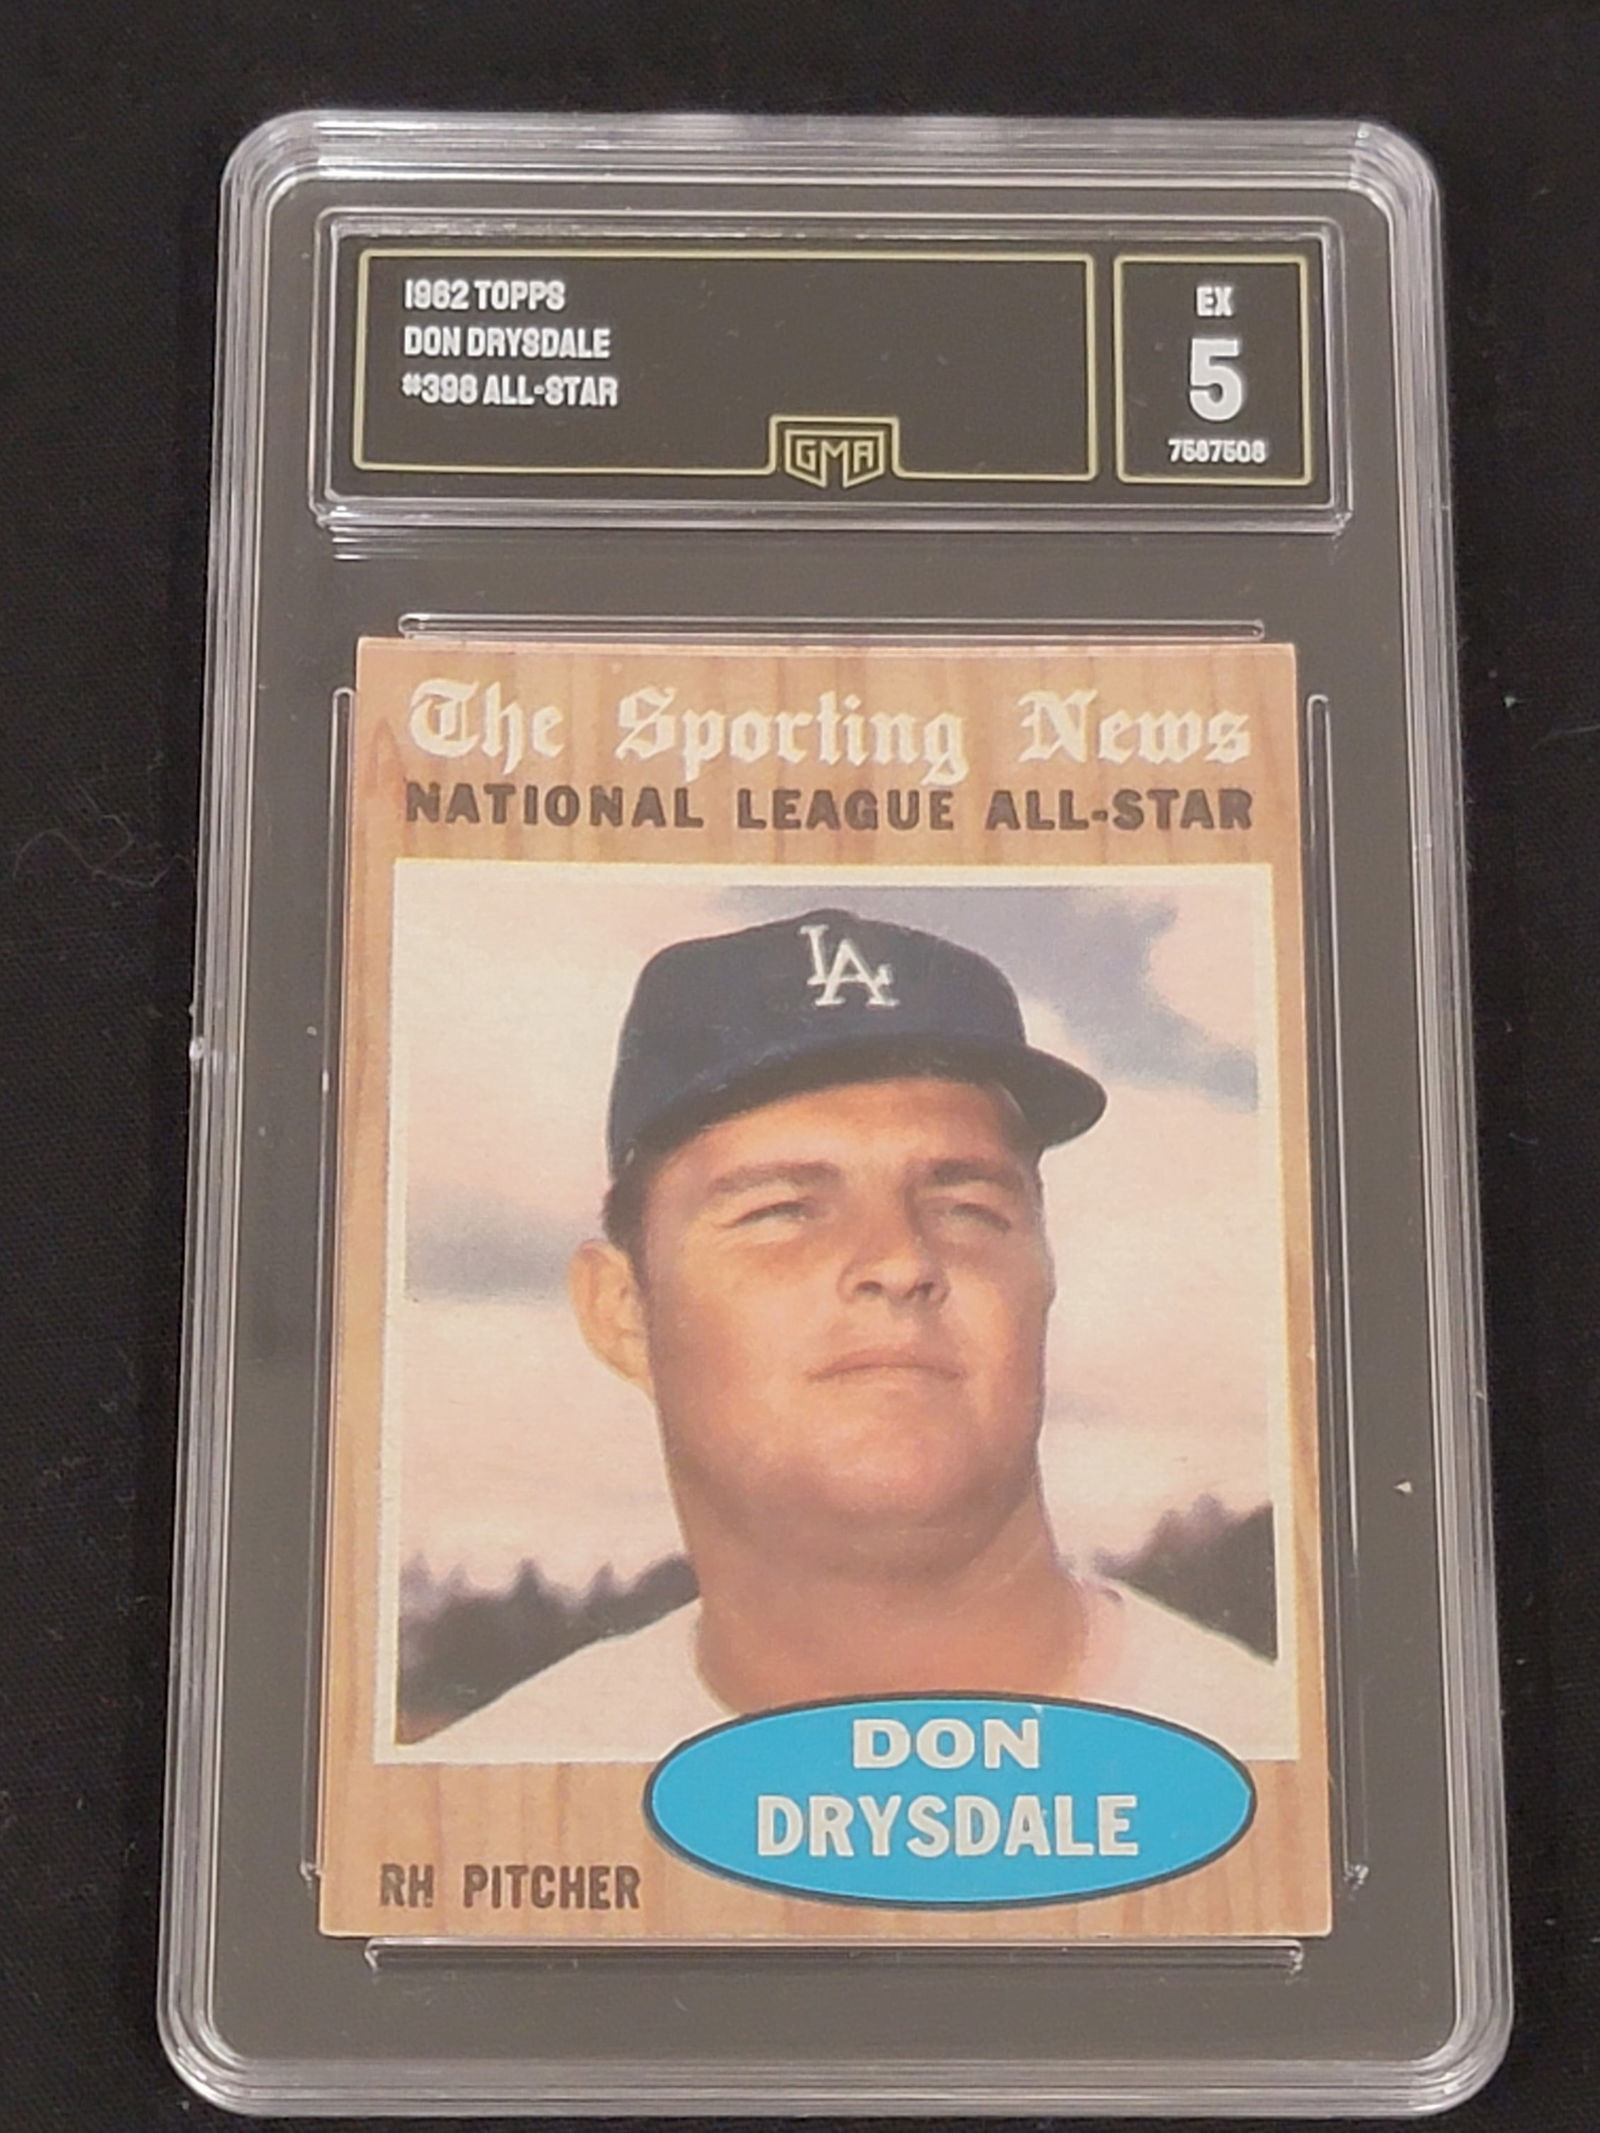 1962 TOPPS
DON DRYSDALE
#398 ALL-STAR
GMA
EX
5
7587508
The Sporting News
NATIONAL LEAGUE ALL-STAR
LA
DON
DRYSDALE
RH PITCHER